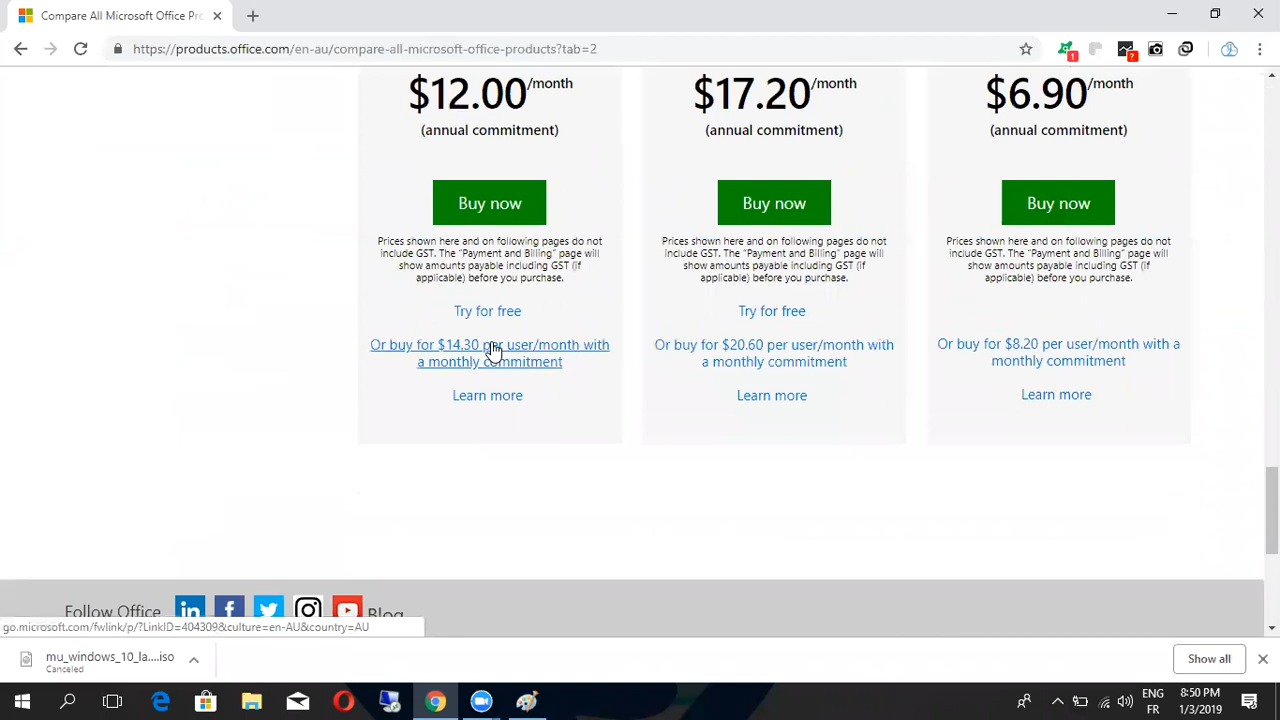 Compare All Microsoft Office Pro
https://products.office.com/en-au/compare-all-microsoft-office-products?tab=2
1
?
$12.00/month
(annual commitment)
Buy now
Prices shown here and on following pages do not
include GST. The "Payment and Billing" page will
show amounts payable including GST (if
applicable) before you purchase.
Try for free
Or buy for $14.30 per user/month with
a monthly commitment
Learn more
$17.20/month
(annual commitment)
Buy now
Prices shown here and on following pages do not
include GST. The "Payment and Billing" page will
show amounts payable including GST (if
applicable) before you purchase.
Try for free
Or buy for $20.60 per user/month with
a monthly commitment
Learn more
$6.90/month
(annual commitment)
Buy now
Prices shown here and on following pages do not
include GST. The "Payment and Billing" page will
show amounts payable including GST (if
applicable) before you purchase.
Or buy for $8.20 per user/month with a
monthly commitment
Learn more
Follow Office
in
f
Blog
go.microsoft.com/fwlink/p/?LinkID=404309&culture=en-AU&country=AU
mu_windows_10_la....iso
Canceled
Show all
ENG
FR
8:50 PM
1/3/2019